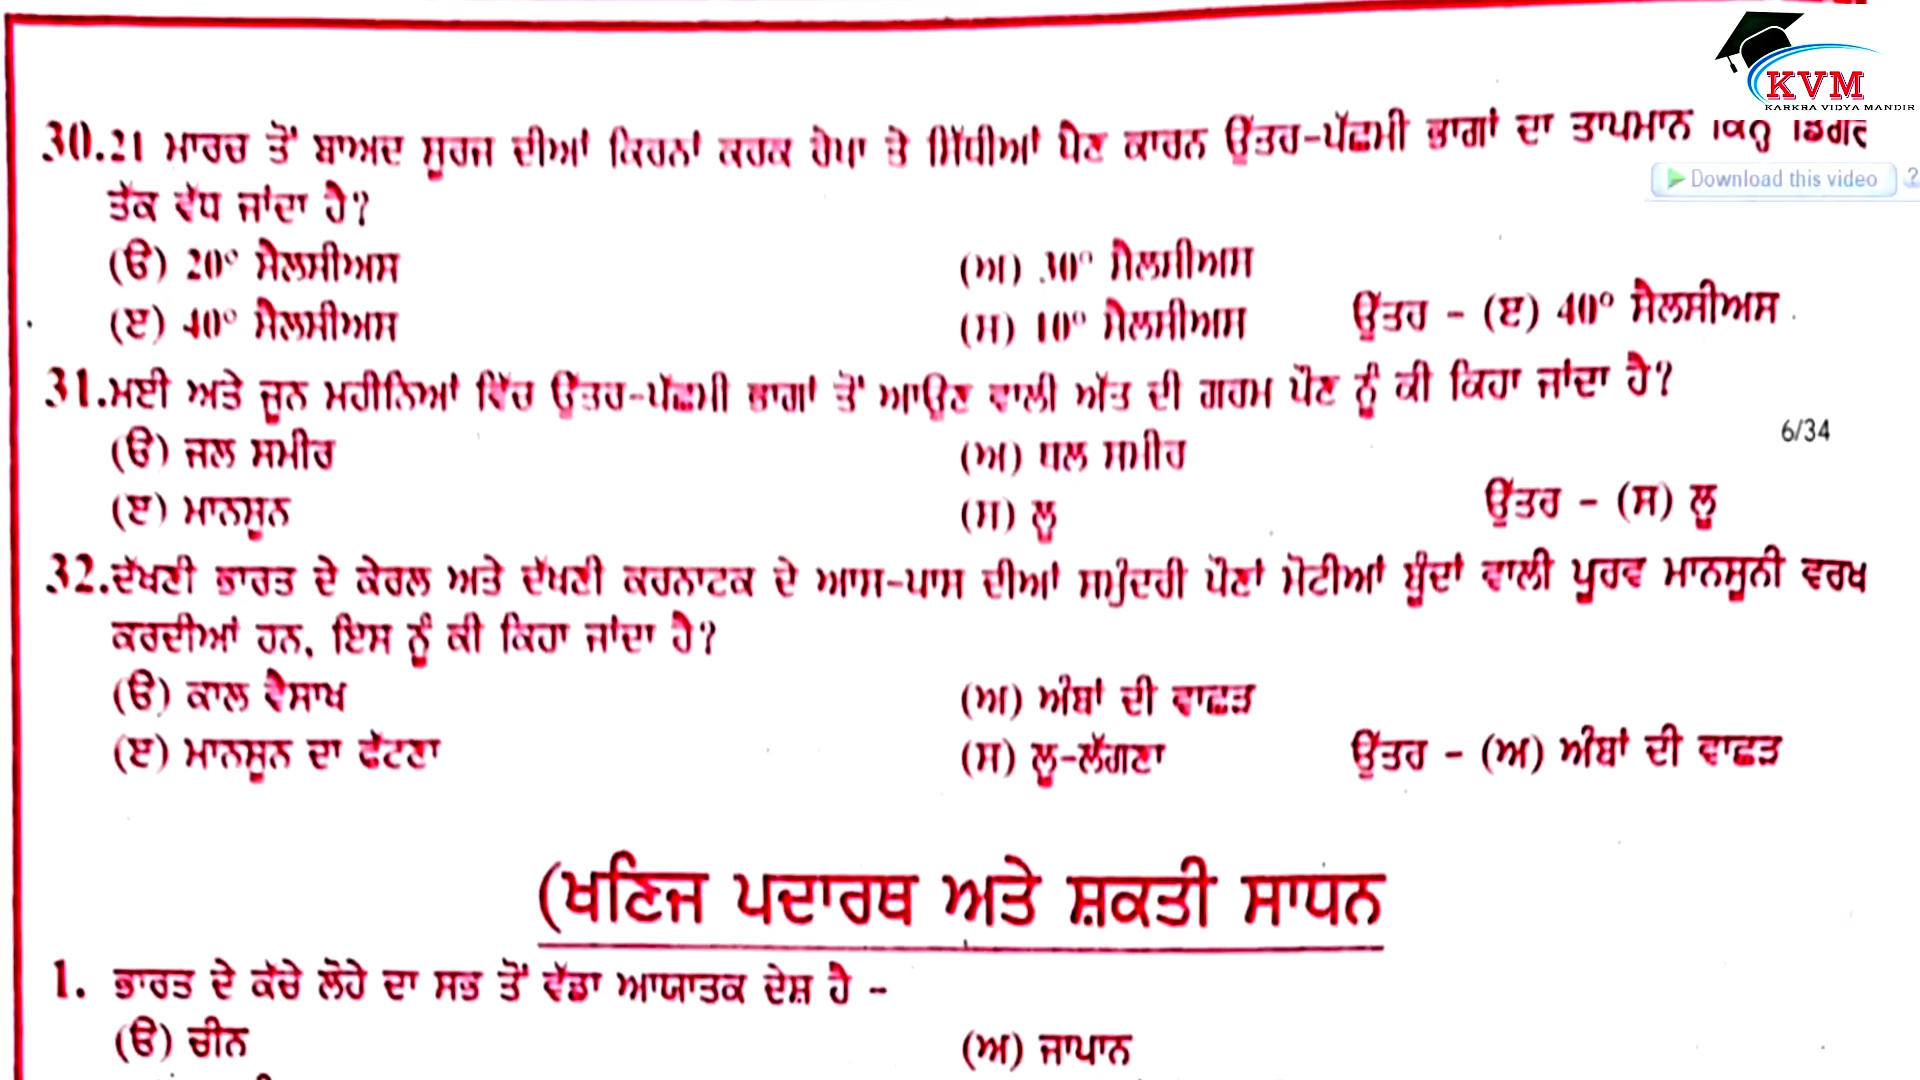 KVM
KARKRA VIDYA MANDIR
30.21 ਮਾਰਚ ਤੋਂ ਬਾਅਦ ਸੂਰਜ ਦੀਆਂ ਕਿਰਨਾਂ ਕਰਕ ਰੇਖਾ ਤੇ ਸਿੱਧੀਆਂ ਪੈਣ ਕਾਰਨ ਉੱਤਰ-ਪੱਛਮੀ ਭਾਗਾਂ ਦਾ ਤਾਪਮਾਨ
Download this video ?
ਤੱਕ ਵੱਧ ਜਾਂਦਾ ਹੈ?
(ੳ) 20° ਸੈਲਸੀਅਸ (ਅ) 30° ਸੈਲਸੀਅਸ
(ੲ) 40° ਸੈਲਸੀਅਸ (ਸ) 10° ਸੈਲਸੀਅਸ ਉੱਤਰ - (ੲ) 40° ਸੈਲਸੀਅਸ
31.ਮਈ ਅਤੇ ਜੂਨ ਮਹੀਨਿਆਂ ਵਿੱਚ ਉੱਤਰ-ਪੱਛਮੀ ਭਾਗਾਂ ਤੋਂ ਆਉਣ ਵਾਲੀ ਅੱਤ ਦੀ ਗਰਮ ਪੌਣ ਨੂੰ ਕੀ ਕਿਹਾ ਜਾਂਦਾ ਹੈ?
6/34
(ੳ) ਜਲ ਸਮੀਰ (ਅ) ਥਲ ਸਮੀਰ
(ੲ) ਮਾਨਸੂਨ (ਸ) ਲੂ ਉੱਤਰ - (ਸ) ਲੂ
32.ਦੱਖਣੀ ਭਾਰਤ ਦੇ ਕੇਰਲ ਅਤੇ ਦੱਖਣੀ ਕਰਨਾਟਕ ਦੇ ਆਸ-ਪਾਸ ਦੀਆਂ ਸਮੁੰਦਰੀ ਪੌਣਾਂ ਮੋਟੀਆਂ ਬੂੰਦਾਂ ਵਾਲੀ ਪੂਰਵ ਮਾਨਸੂਨੀ ਵਰਖ
ਕਰਦੀਆਂ ਹਨ, ਇਸ ਨੂੰ ਕੀ ਕਿਹਾ ਜਾਂਦਾ ਹੈ?
(ੳ) ਕਾਲ ਵੈਸਾਖ (ਅ) ਅੰਬਾਂ ਦੀ ਵਾਛੜ
(ੲ) ਮਾਨਸੂਨ ਦਾ ਫੱਟਣਾ (ਸ) ਲੂ-ਲੱਗਣਾ ਉੱਤਰ - (ਅ) ਅੰਬਾਂ ਦੀ ਵਾਛੜ
(ਖਣਿਜ ਪਦਾਰਥ ਅਤੇ ਸ਼ਕਤੀ ਸਾਧਨ
1. ਭਾਰਤ ਦੇ ਕੱਚੇ ਲੋਹੇ ਦਾ ਸਭ ਤੋਂ ਵੱਡਾ ਆਯਾਤਕ ਦੇਸ਼ ਹੈ -
(ੳ) ਚੀਨ (ਅ) ਜਾਪਾਨ